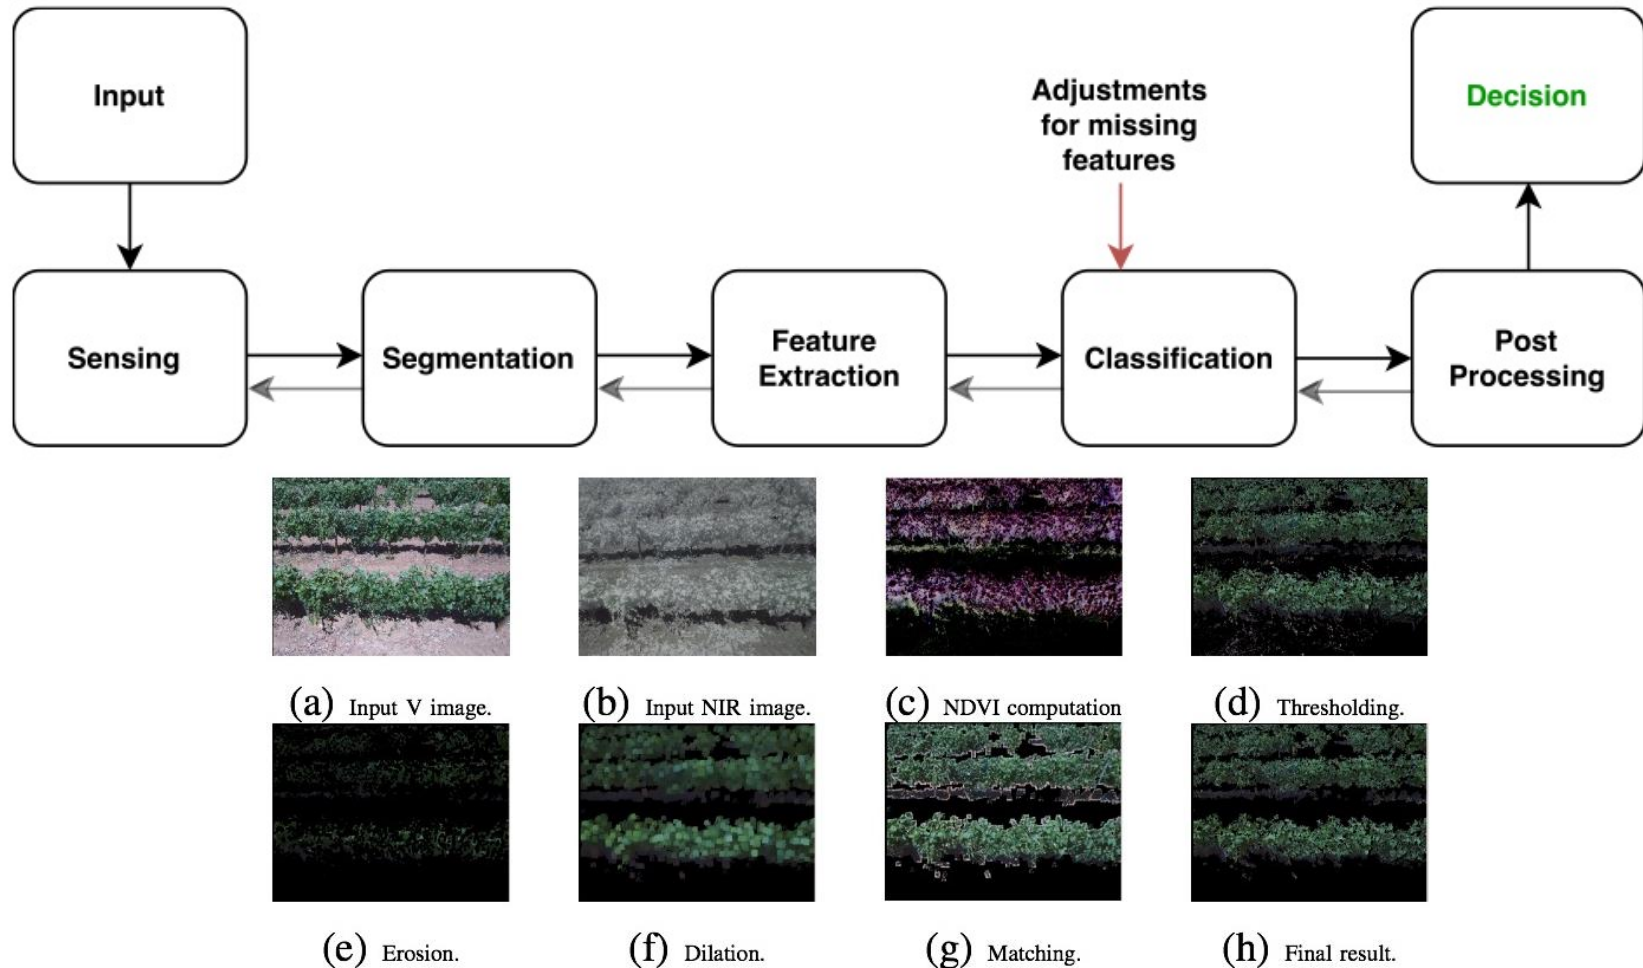 Input
Adjustments
for missing
features
Decision
Sensing
Segmentation
Feature
Extraction
Classification
Post
Processing
(a) Input V image.
(b) Input NIR image.
(c) NDVI computation
(d) Thresholding.
(e) Erosion.
(f) Dilation.
(g) Matching.
(h) Final result.